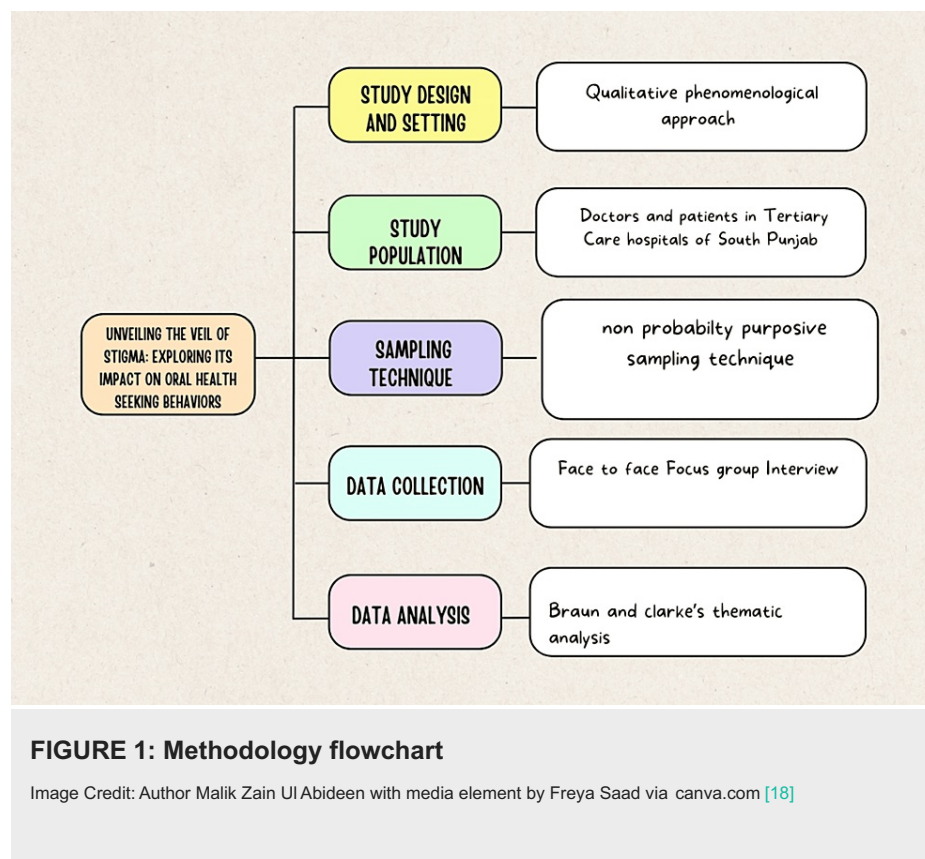 UNVEILING THE VEIL OF
STIGMA: EXPLORING ITS
IMPACT ON ORAL HEALTH
SEEKING BEHAVIORS
STUDY DESIGN
AND SETTING
Qualitative phenomenological
approach
STUDY
POPULATION
Doctors and patients in Tertiary
Care hospitals of South Punjab
SAMPLING
TECHNIQUE
non probabilty purposive
sampling technique
DATA COLLECTION
Face to face Focus group Interview
DATA ANALYSIS
Braun and clarke's thematic
analysis
FIGURE 1: Methodology flowchart
Image Credit: Author Malik Zain Ul Abideen with media element by Freya Saad via canva.com [18]